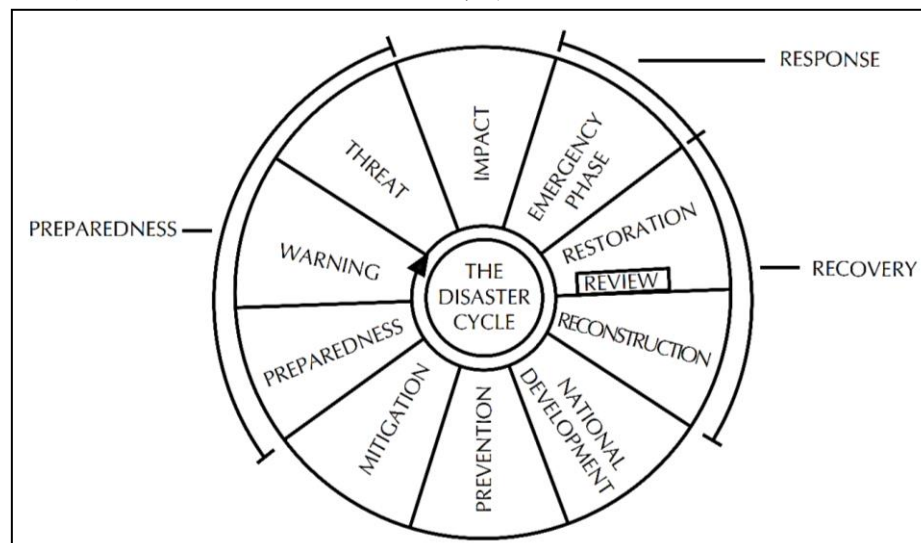 RESPONSE
IMPACT
EMERGENCY
PHASE
THREAT
PREPAREDNESS
WARNING
RESTORATION
REVIEW
RECOVERY
THE
DISASTER
CYCLE
RECONSTRUCTION
PREPAREDNESS
MITIGATION
PREVENTION
NATIONAL
DEVELOPMENT